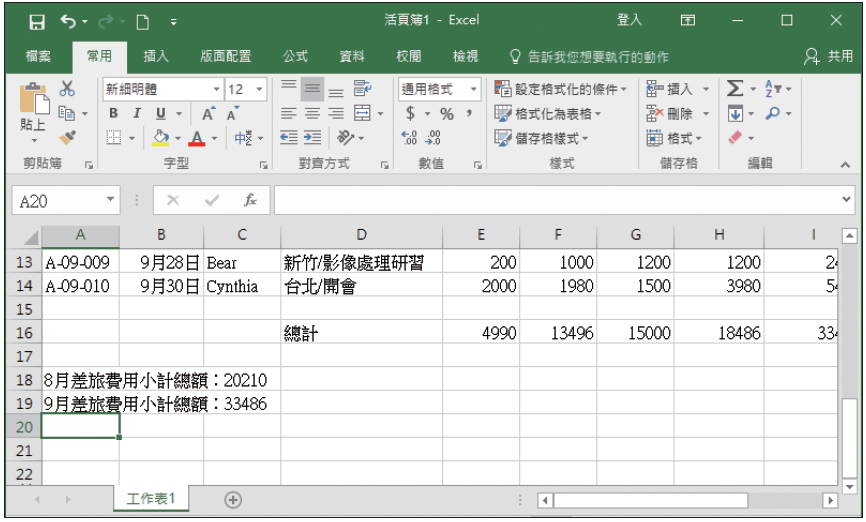 活頁簿1 - Excel 登入
檔案 常用 插入 版面配置 公式 資料 校閱 檢視 告訴我您想要執行的動作 共用
貼上 新細明體 12 通用格式 設定格式化的條件 插入
B I U A A $ % , 格式化為表格 刪除
A 中 .00 .00 儲存格樣式 格式
剪貼簿 字型 對齊方式 數值 樣式 儲存格 編輯
A20 fx
A B C D E F G H I
13 A-09-009 9月28日 Bear 新竹/影像處理研習 200 1000 1200 1200
14 A-09-010 9月30日 Cynthia 台北/開會 2000 1980 1500 3980
15
16 總計 4990 13496 15000 18486
17
18 8月差旅費用小計總額：20210
19 9月差旅費用小計總額：33486
20
21
22
工作表1